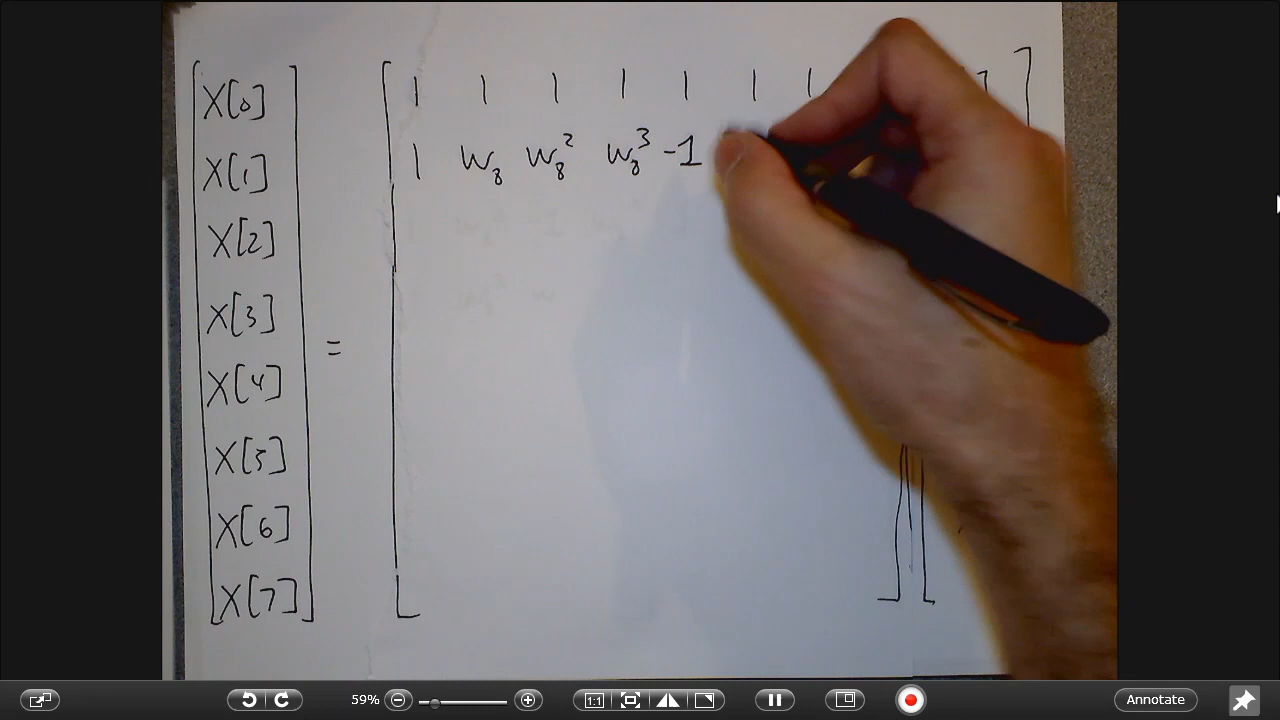 X[0] 1 1 1 1 1 1 1
X[1] 1 W₈ W₈² W₈³ -1
X[2]
X[3]
=
X[4]
X[5]
X[6]
X[7]
59% 1:1 Annotate